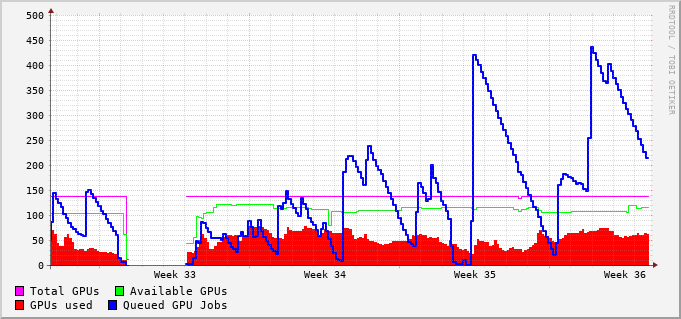 500
450
400
350
300
250
200
150
100
50
0
Week 33 Week 34 Week 35 Week 36
Total GPUs Available GPUs
GPUs used Queued GPU Jobs
RRDTOOL / TOBI OETIKER